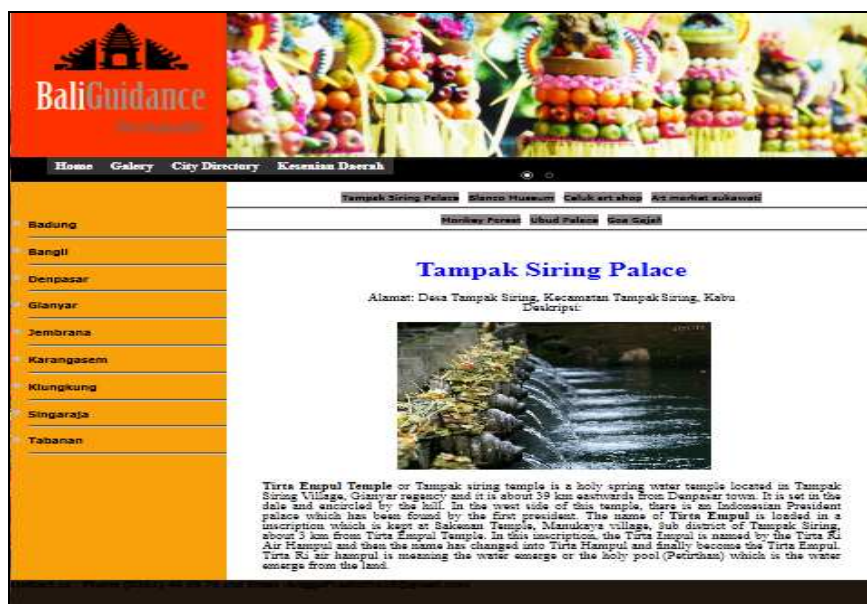 BaliGuidance
Home Galery City Directory Kesenian Daerah
Tampak Siring Palace Blanco Museum Celuk art shop Art market sukawati
Monkey Forest Ubud Palace Goa Gajah
Badung
Bangli
Denpasar
Gianyar
Jembrana
Karangasem
Klungkung
Singaraja
Tabanan
Tampak Siring Palace
Alamat: Desa Tampak Siring, Kecamatan Tampak Siring, Kabu
Deskripsi:
Tirta Empul Temple or Tampak siring temple is a holy spring water temple located in Tampak
Siring Village, Gianyar regency and it is about 39 km eastwards from Denpasar town. It is set in the
dale and encircled by the hill. In the west side of this temple, there is an Indonesian President
palace which has been found by the first president. The name of Tirta Empul is loaded in a
inscription which is kept at Sakenan Temple, Manukaya village, Sub district of Tampak Siring,
about 3 km from Tirta Empul Temple. In this inscription, the Tirta Impul is named by the Tirta Ri
Air Hampul and then the name has changed into Tirta Hampul and finally become the Tirta Empul.
Tirta Ri air hampul is meaning the water emerge or the holy pool (Petirthan) which is the water
emerge from the land.